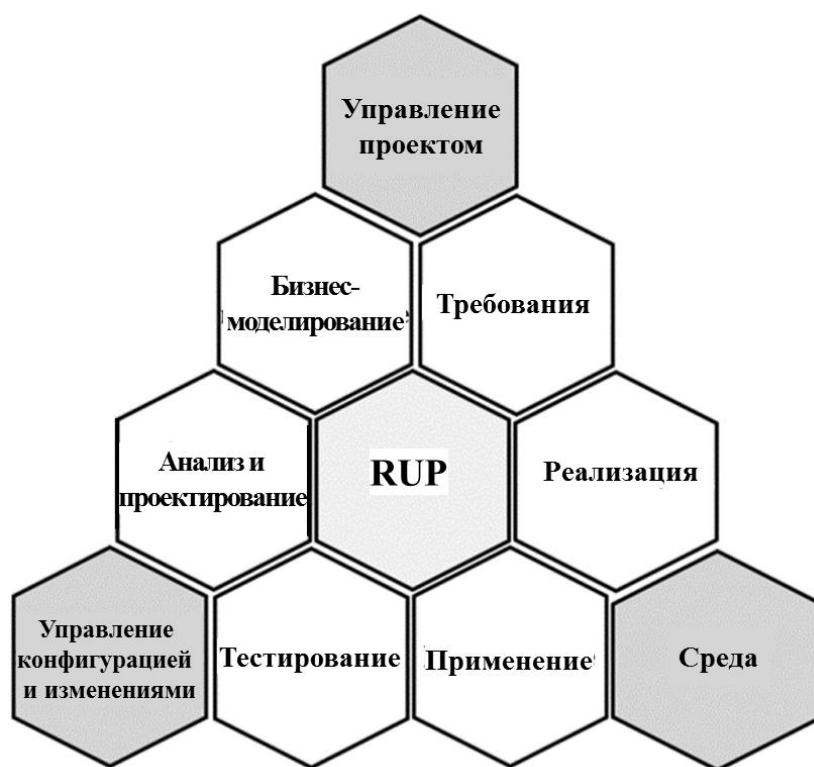 Управление
проектом
Бизнес-
моделирование
Требования
Анализ и
проектирование
RUP
Реализация
Управление
конфигурацией
и изменениями
Тестирование
Применение
Среда